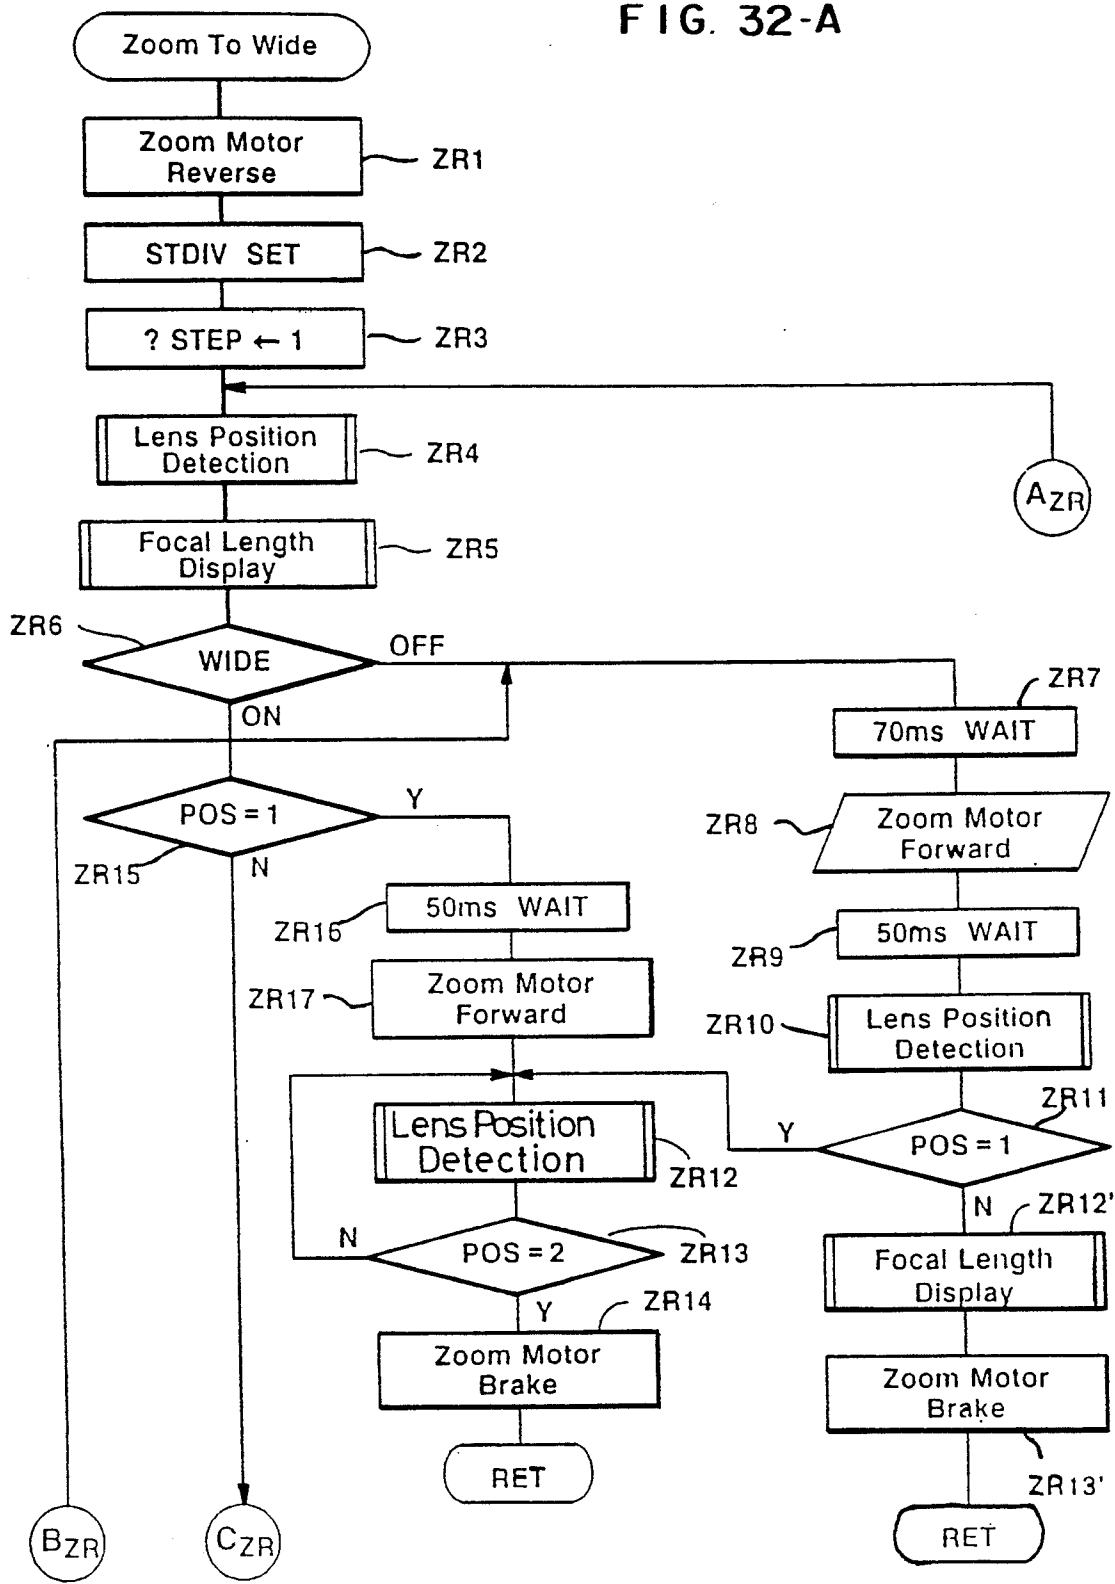 FIG. 32-A
Zoom To Wide
Zoom Motor
Reverse
ZR1
STDIV SET
ZR2
? STEP ← 1
ZR3
Lens Position
Detection
ZR4
AZR
Focal Length
Display
ZR5
ZR6
WIDE
OFF
ON
ZR7
70ms WAIT
POS = 1
Y
N
ZR15
ZR8
Zoom Motor
Forward
50ms WAIT
ZR16
50ms WAIT
ZR9
Zoom Motor
Forward
ZR17
ZR10
Lens Position
Detection
ZR11
POS = 1
Y
N
Lens Position
Detection
ZR12
ZR12'
Focal Length
Display
N
POS = 2
ZR13
Y
ZR14
Zoom Motor
Brake
Zoom Motor
Brake
ZR13'
RET
RET
BZR
CZR